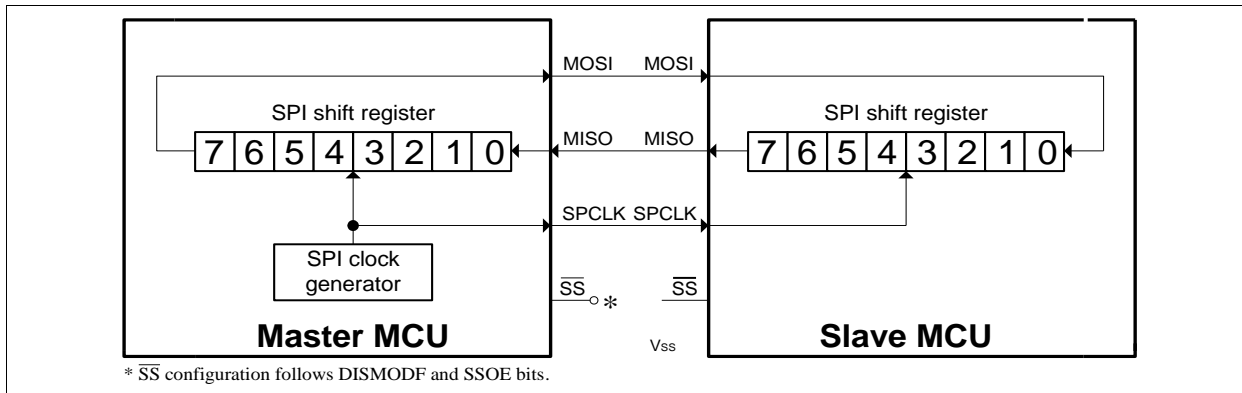 MOSI MOSI
SPI shift register SPI shift register
7 6 5 4 3 2 1 0 MISO MISO 7 6 5 4 3 2 1 0
SPCLK SPCLK
SPI clock
generator
SS * SS
Master MCU Vss Slave MCU
* SS configuration follows DISMODF and SSOE bits.